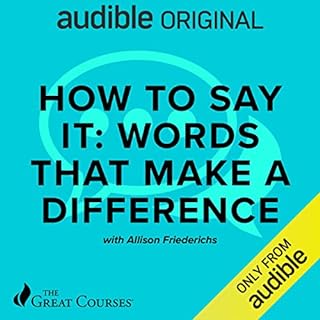 audible ORIGINAL
HOW TO SAY
IT: WORDS
THAT MAKE A
DIFFERENCE
with Allison Friederichs
THE
GREAT COURSES®
ONLY FROM
audible